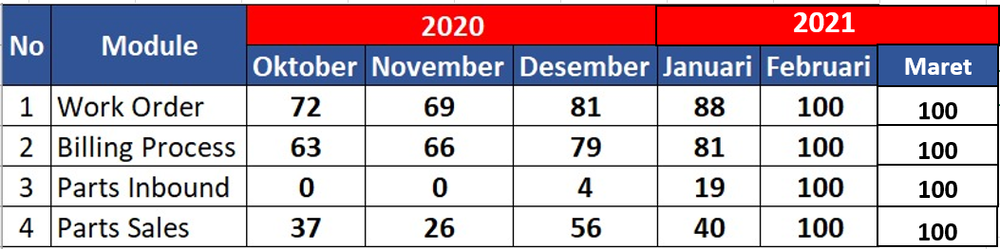 No Module 2020 2021
Oktober November Desember Januari Februari Maret
1 Work Order 72 69 81 88 100 100
2 Billing Process 63 66 79 81 100 100
3 Parts Inbound 0 0 4 19 100 100
4 Parts Sales 37 26 56 40 100 100